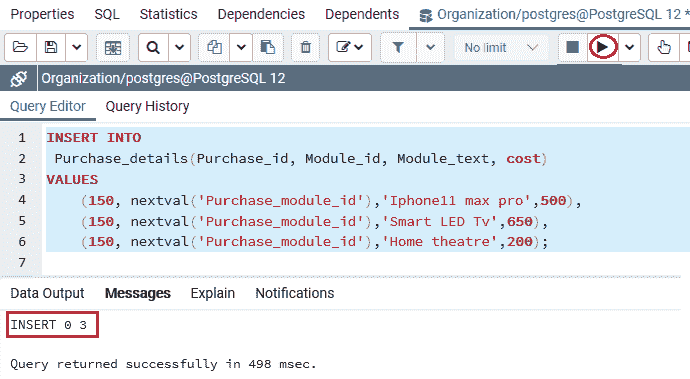 Properties SQL Statistics Dependencies Dependents Organization/postgres@PostgreSQL 12 *
No limit
Organization/postgres@PostgreSQL 12
Query Editor Query History
1 INSERT INTO
2 Purchase_details(Purchase_id, Module_id, Module_text, cost)
3 VALUES
4 (150, nextval('Purchase_module_id'),'Iphone11 max pro',500),
5 (150, nextval('Purchase_module_id'),'Smart LED Tv',650),
6 (150, nextval('Purchase_module_id'),'Home theatre',200);
7
Data Output Messages Explain Notifications
INSERT 0 3
Query returned successfully in 498 msec.